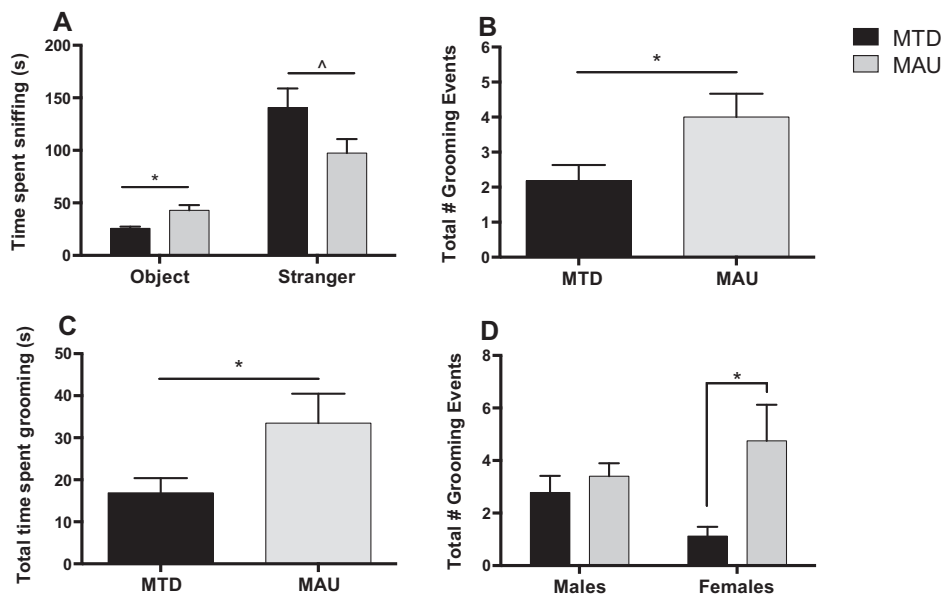 A
Time spent sniffing (s)
200
150
100
50
0
*
^
Object Stranger
B
Total # Grooming Events
6
5
4
3
2
1
0
*
MTD MAU
MTD
MAU
C
Total time spent grooming (s)
50
40
30
20
10
0
*
MTD MAU
D
Total # Grooming Events
8
6
4
2
0
*
Males Females